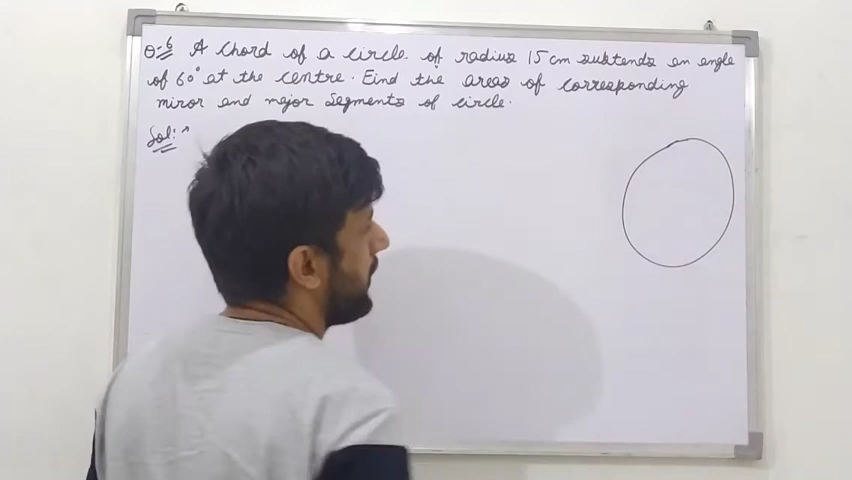 Q-6 A chord of a circle of radius 15 cm subtends an angle
of 60° at the centre. Find the areas of corresponding
minor and major segments of circle.
Sol:^